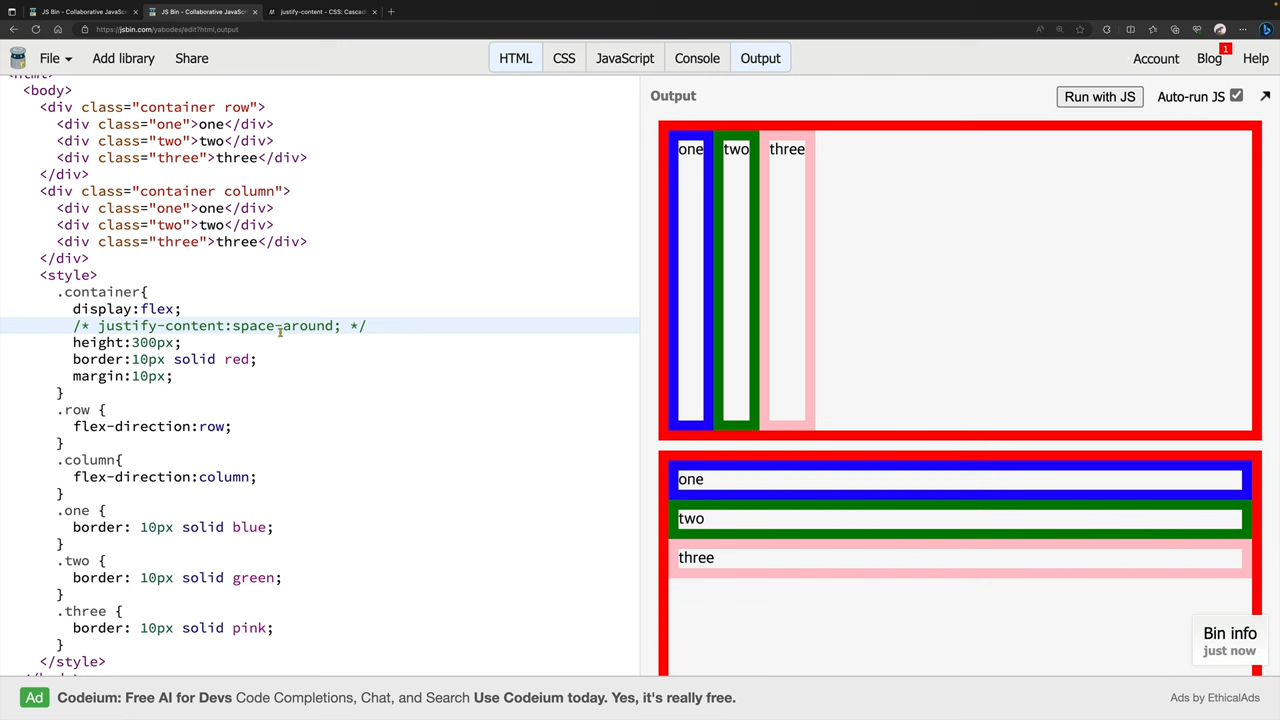 JS Bin - Collaborative JavaScrip
JS Bin - Collaborative JavaScrip
justify-content - CSS: Cascad
https://jsbin.com/yabodes/edit?html,output
File
Add library
Share
HTML
CSS
JavaScript
Console
Output
Account
Blog
1
Help
<body>
<div class="container row">
<div class="one">one</div>
<div class="two">two</div>
<div class="three">three</div>
</div>
<div class="container column">
<div class="one">one</div>
<div class="two">two</div>
<div class="three">three</div>
</div>
<style>
.container{
display:flex;
/* justify-content:space-around; */
height:300px;
border:10px solid red;
margin:10px;
}
.row {
flex-direction:row;
}
.column{
flex-direction:column;
}
.one {
border: 10px solid blue;
}
.two {
border: 10px solid green;
}
.three {
border: 10px solid pink;
}
</style>
Output
Run with JS
Auto-run JS
one two three
one
two
three
Bin info
just now
Ad Codeium: Free AI for Devs Code Completions, Chat, and Search Use Codeium today. Yes, it's really free.
Ads by EthicalAds